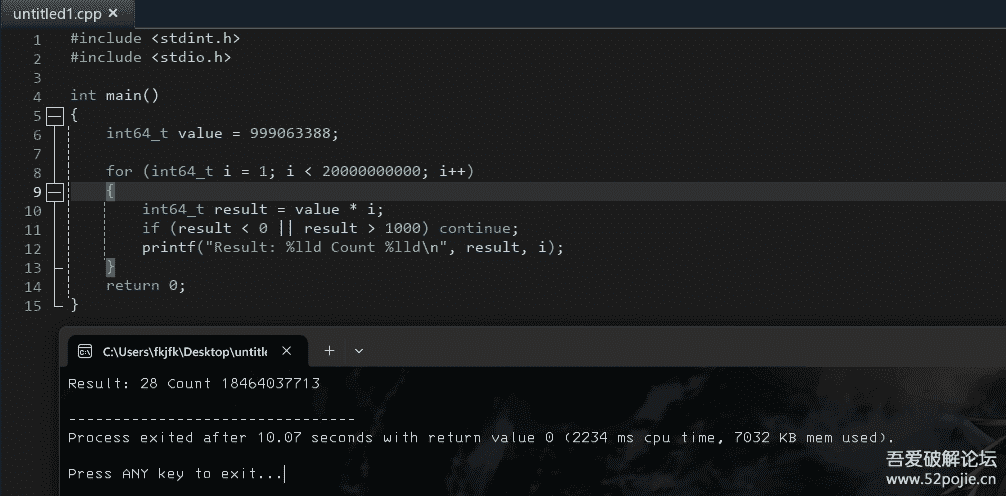 untitled1.cpp ×
1 #include <stdint.h>
2 #include <stdio.h>
3
4 int main()
5 {
6     int64_t value = 999063388;
7
8     for (int64_t i = 1; i < 20000000000; i++)
9     {
10         int64_t result = value * i;
11         if (result < 0 || result > 1000) continue;
12         printf("Result: %lld Count %lld\n", result, i);
13     }
14     return 0;
15 }
C:\Users\fkjfk\Desktop\untitle
Result: 28 Count 18464037713
--------------------------------
Process exited after 10.07 seconds with return value 0 (2234 ms cpu time, 7032 KB mem used).
Press ANY key to exit...
吾爱破解论坛
www.52pojie.cn